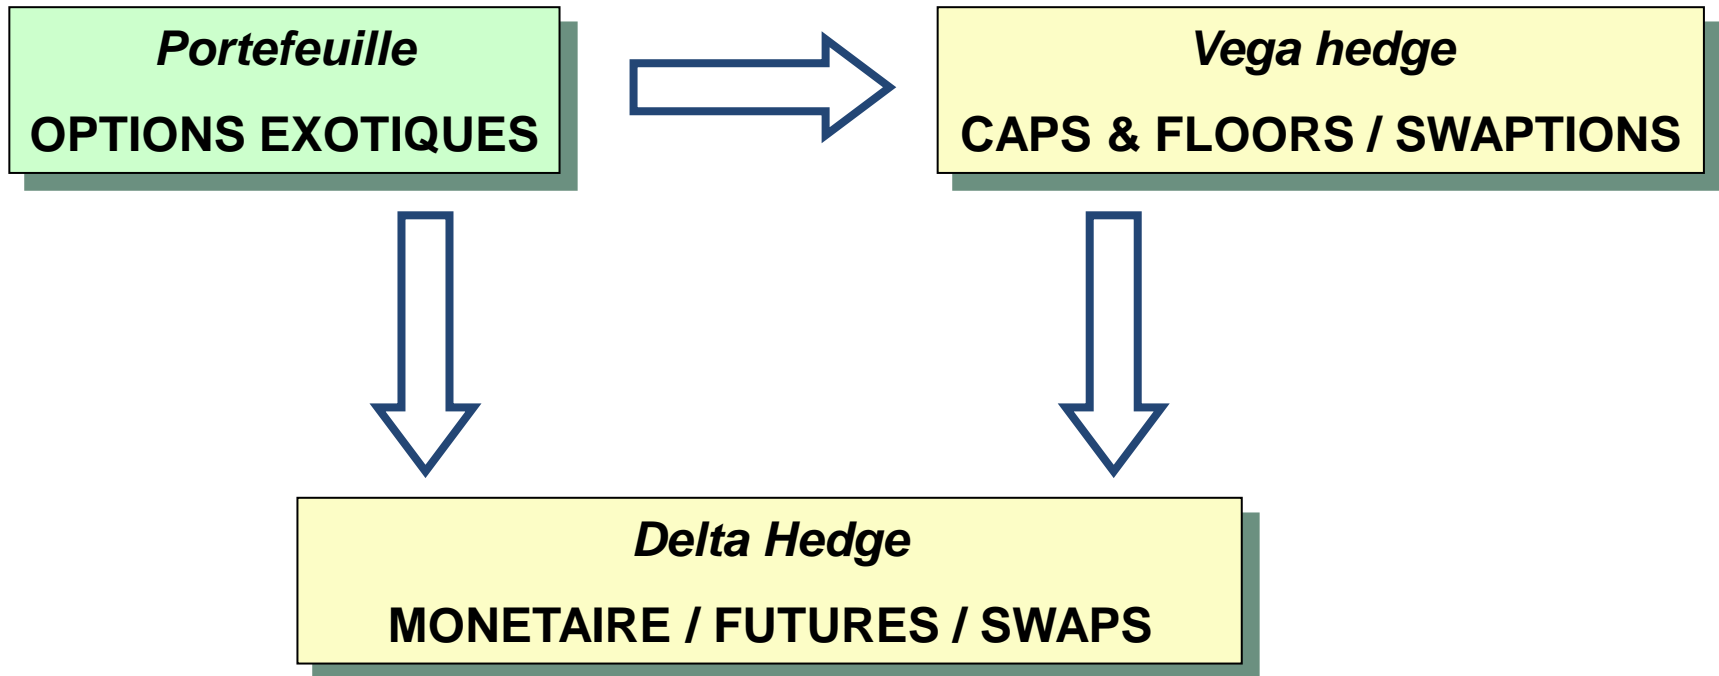 Portefeuille
OPTIONS EXOTIQUES
Vega hedge
CAPS & FLOORS / SWAPTIONS
Delta Hedge
MONETAIRE / FUTURES / SWAPS